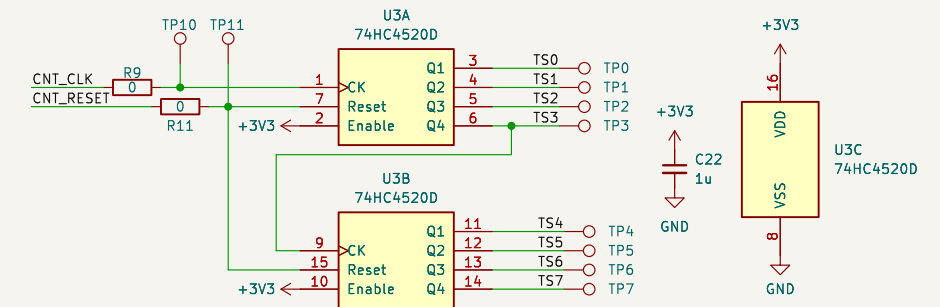 TP10 TP11
U3A
74HC4520D
+3V3
CNT_CLK R9 0 1 CK Q1 3 TS0 TP0
Q2 4 TS1 TP1
CNT_RESET 0 R11 7 Reset Q3 5 TS2 TP2
+3V3 2 Enable Q4 6 TS3 TP3
16
VDD
+3V3
C22
1u
GND
U3C
74HC4520D
VSS
8
GND
U3B
74HC4520D
Q1 11 TS4 TP4
9 CK Q2 12 TS5 TP5
15 Reset Q3 13 TS6 TP6
+3V3 10 Enable Q4 14 TS7 TP7